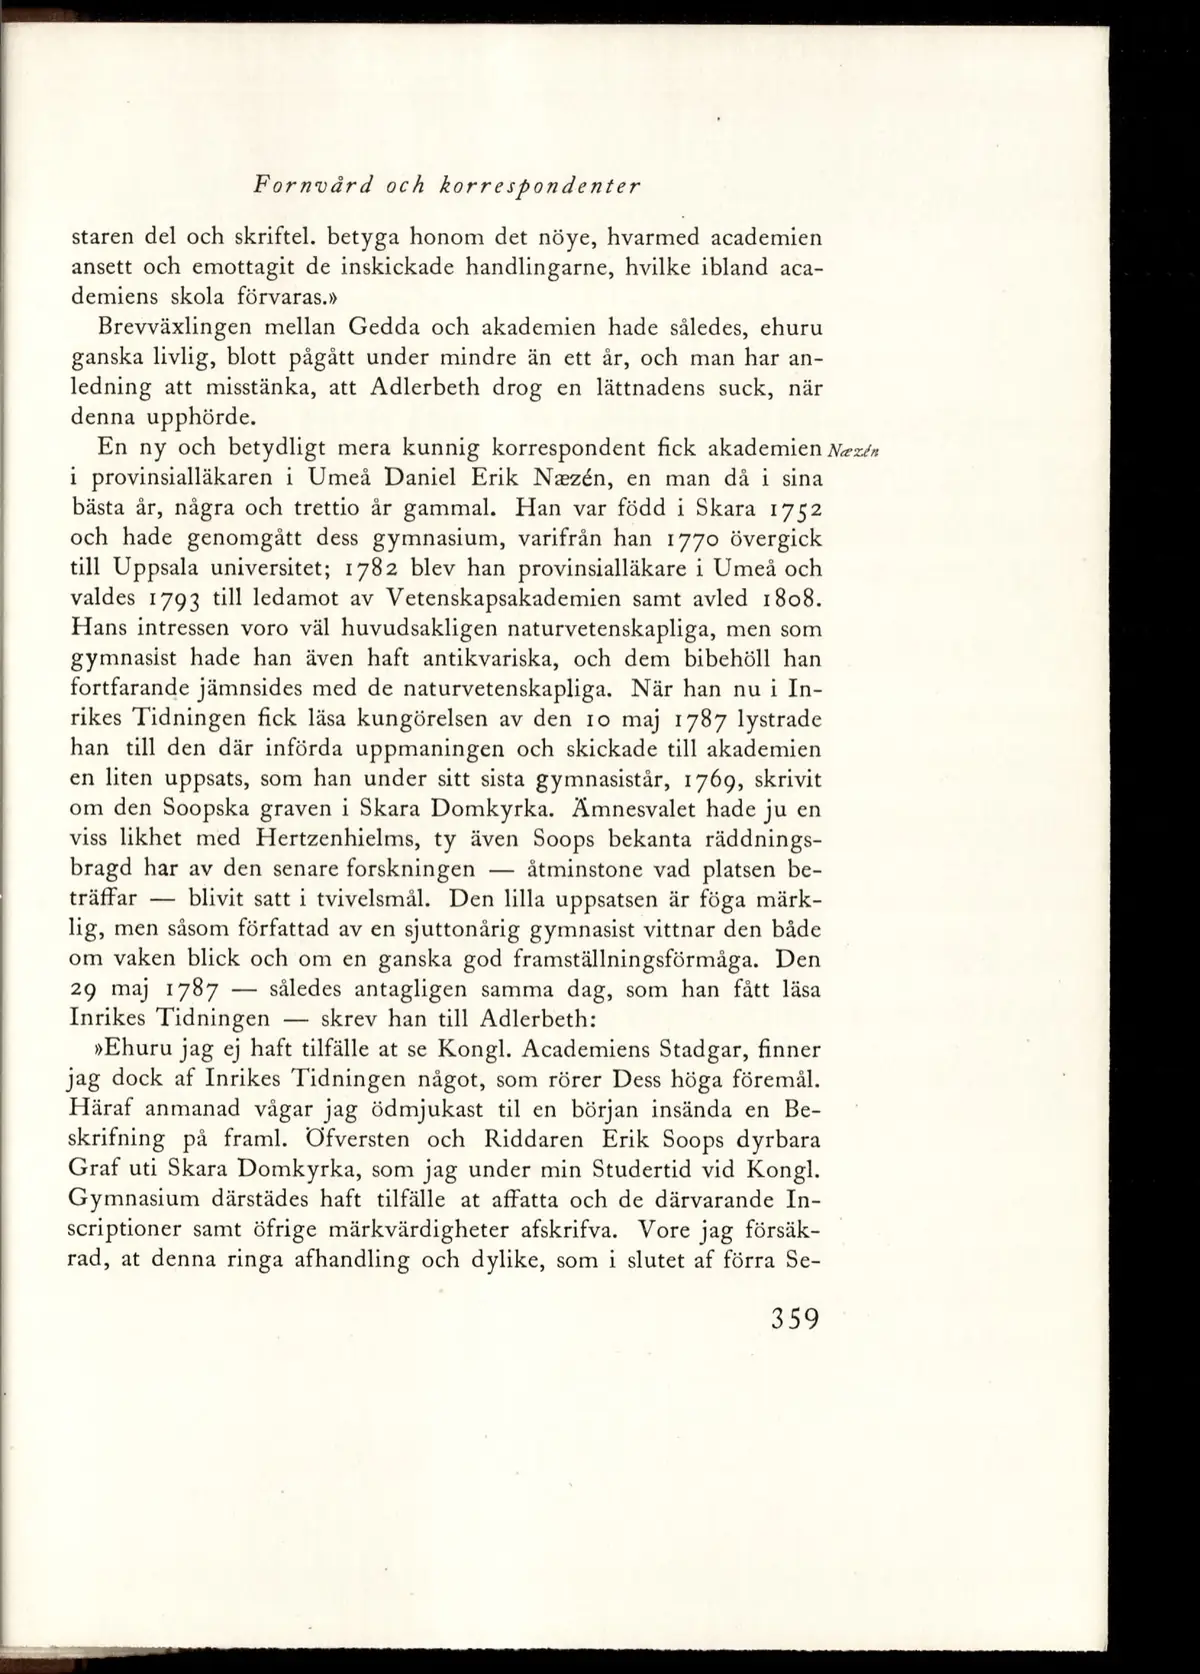 Fornvård och korrespondenter
staren del och skriftel. betyga honom det nöye, hvarmed academien
ansett och emottagit de inskickade handlingarne, hvilke ibland aca-
demiens skola förvaras.»
Brevväxlingen mellan Gedda och akademien hade således, ehuru
ganska livlig, blott pågått under mindre än ett år, och man har an-
ledning att misstänka, att Adlerbeth drog en lättnadens suck, när
denna upphörde.
En ny och betydligt mera kunnig korrespondent fick akademien Næzén
i provinsialläkaren i Umeå Daniel Erik Næzén, en man då i sina
bästa år, några och trettio år gammal. Han var född i Skara 1752
och hade genomgått dess gymnasium, varifrån han 1770 övergick
till Uppsala universitet; 1782 blev han provinsialläkare i Umeå och
valdes 1793 till ledamot av Vetenskapsakademien samt avled 1808.
Hans intressen voro väl huvudsakligen naturvetenskapliga, men som
gymnasist hade han även haft antikvariska, och dem bibehöll han
fortfarande jämnsides med de naturvetenskapliga. När han nu i In-
rikes Tidningen fick läsa kungörelsen av den 10 maj 1787 lystrade
han till den där införda uppmaningen och skickade till akademien
en liten uppsats, som han under sitt sista gymnasistår, 1769, skrivit
om den Soopska graven i Skara Domkyrka. Ämnesvalet hade ju en
viss likhet med Hertzenhielms, ty även Soops bekanta räddnings-
bragd har av den senare forskningen — åtminstone vad platsen be-
träffar — blivit satt i tvivelsmål. Den lilla uppsatsen är föga märk-
lig, men såsom författad av en sjuttonårig gymnasist vittnar den både
om vaken blick och om en ganska god framställningsförmåga. Den
29 maj 1787 — således antagligen samma dag, som han fått läsa
Inrikes Tidningen — skrev han till Adlerbeth:
»Ehuru jag ej haft tilfälle at se Kongl. Academiens Stadgar, finner
jag dock af Inrikes Tidningen något, som rörer Dess höga föremål.
Häraf anmanad vågar jag ödmjukast til en början insända en Be-
skrifning på framl. Öfversten och Riddaren Erik Soops dyrbara
Graf uti Skara Domkyrka, som jag under min Studertid vid Kongl.
Gymnasium därstädes haft tilfälle at affatta och de därvarande In-
scriptioner samt öfrige märkvärdigheter afskrifva. Vore jag försäk-
rad, at denna ringa afhandling och dylike, som i slutet af förra Se-
359